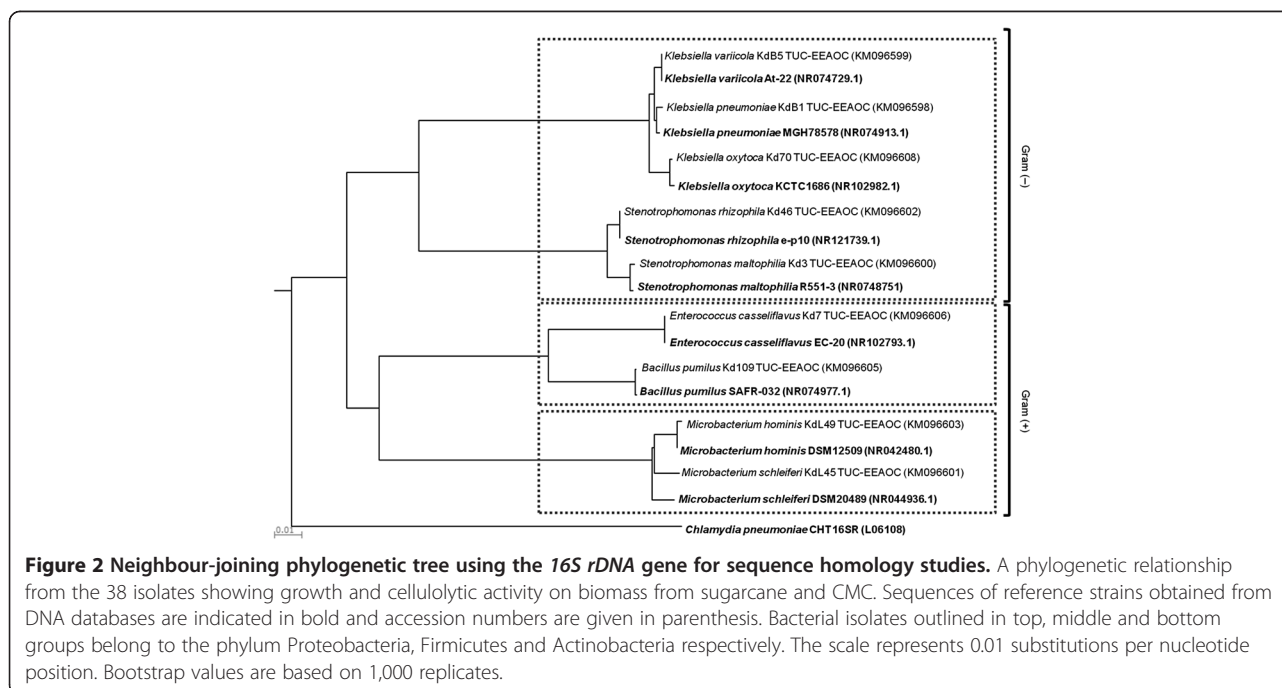 Klebsiella variicola KdB5 TUC-EEAOC (KM096599)
Klebsiella variicola At-22 (NR074729.1)
Klebsiella pneumoniae KdB1 TUC-EEAOC (KM096598)
Klebsiella pneumoniae MGH78578 (NR074913.1)
Klebsiella oxytoca Kd70 TUC-EEAOC (KM096608)
Klebsiella oxytoca KCTC1686 (NR102982.1)
Stenotrophomonas rhizophila Kd46 TUC-EEAOC (KM096602)
Stenotrophomonas rhizophila e-p10 (NR121739.1)
Stenotrophomonas maltophilia Kd3 TUC-EEAOC (KM096600)
Stenotrophomonas maltophilia R551-3 (NR0748751)
Gram (–)
Enterococcus casseliflavus Kd7 TUC-EEAOC (KM096606)
Enterococcus casseliflavus EC-20 (NR102793.1)
Bacillus pumilus Kd109 TUC-EEAOC (KM096605)
Bacillus pumilus SAFR-032 (NR074977.1)
Microbacterium hominis KdL49 TUC-EEAOC (KM096603)
Microbacterium hominis DSM12509 (NR042480.1)
Microbacterium schleiferi KdL45 TUC-EEAOC (KM096601)
Microbacterium schleiferi DSM20489 (NR044936.1)
Gram (+)
Chlamydia pneumoniae CHT16SR (L06108)
0.01
Figure 2 Neighbour-joining phylogenetic tree using the 16S rDNA gene for sequence homology studies. A phylogenetic relationship
from the 38 isolates showing growth and cellulolytic activity on biomass from sugarcane and CMC. Sequences of reference strains obtained from
DNA databases are indicated in bold and accession numbers are given in parenthesis. Bacterial isolates outlined in top, middle and bottom
groups belong to the phylum Proteobacteria, Firmicutes and Actinobacteria respectively. The scale represents 0.01 substitutions per nucleotide
position. Bootstrap values are based on 1,000 replicates.